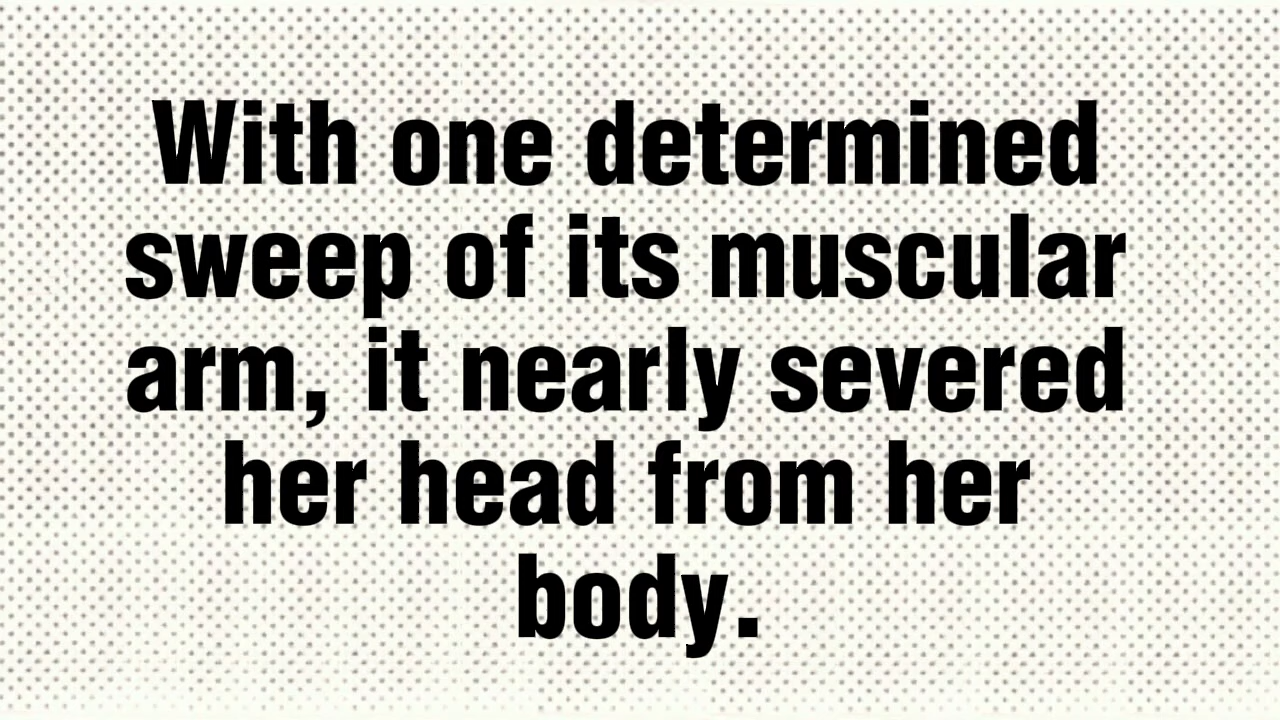 With one determined
sweep of its muscular
arm, it nearly severed
her head from her
body.